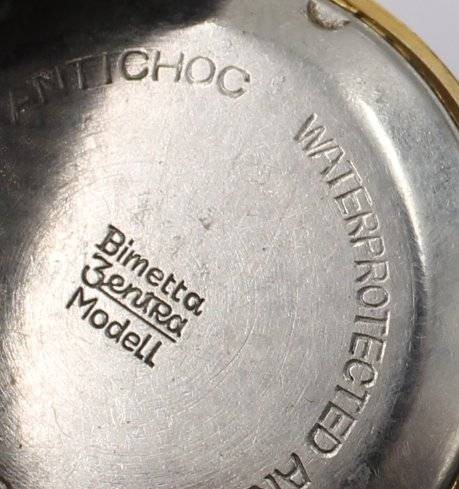 ANTICHOC
WATERPROTECTED
Bimetta
Zentra
Modell